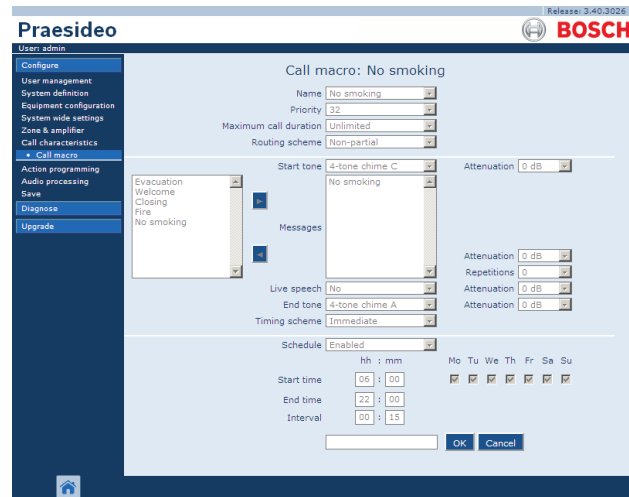 Release: 3.40.3026
Praesideo
BOSCH
User: admin
Configure
User management
System definition
Equipment configuration
System wide settings
Zone & amplifier
Call characteristics
• Call macro
Action programming
Audio processing
Save
Diagnose
Upgrade
Call macro: No smoking
Name No smoking
Priority 32
Maximum call duration Unlimited
Routing scheme Non-partial
Start tone 4-tone chime C Attenuation 0 dB
Evacuation
Welcome
Closing
Fire
No smoking
Messages
No smoking
Attenuation 0 dB
Repetitions 0
Live speech No Attenuation 0 dB
End tone 4-tone chime A Attenuation 0 dB
Timing scheme Immediate
Schedule Enabled
hh : mm Mo Tu We Th Fr Sa Su
Start time 06 : 00
End time 22 : 00
Interval 00 : 15
OK Cancel